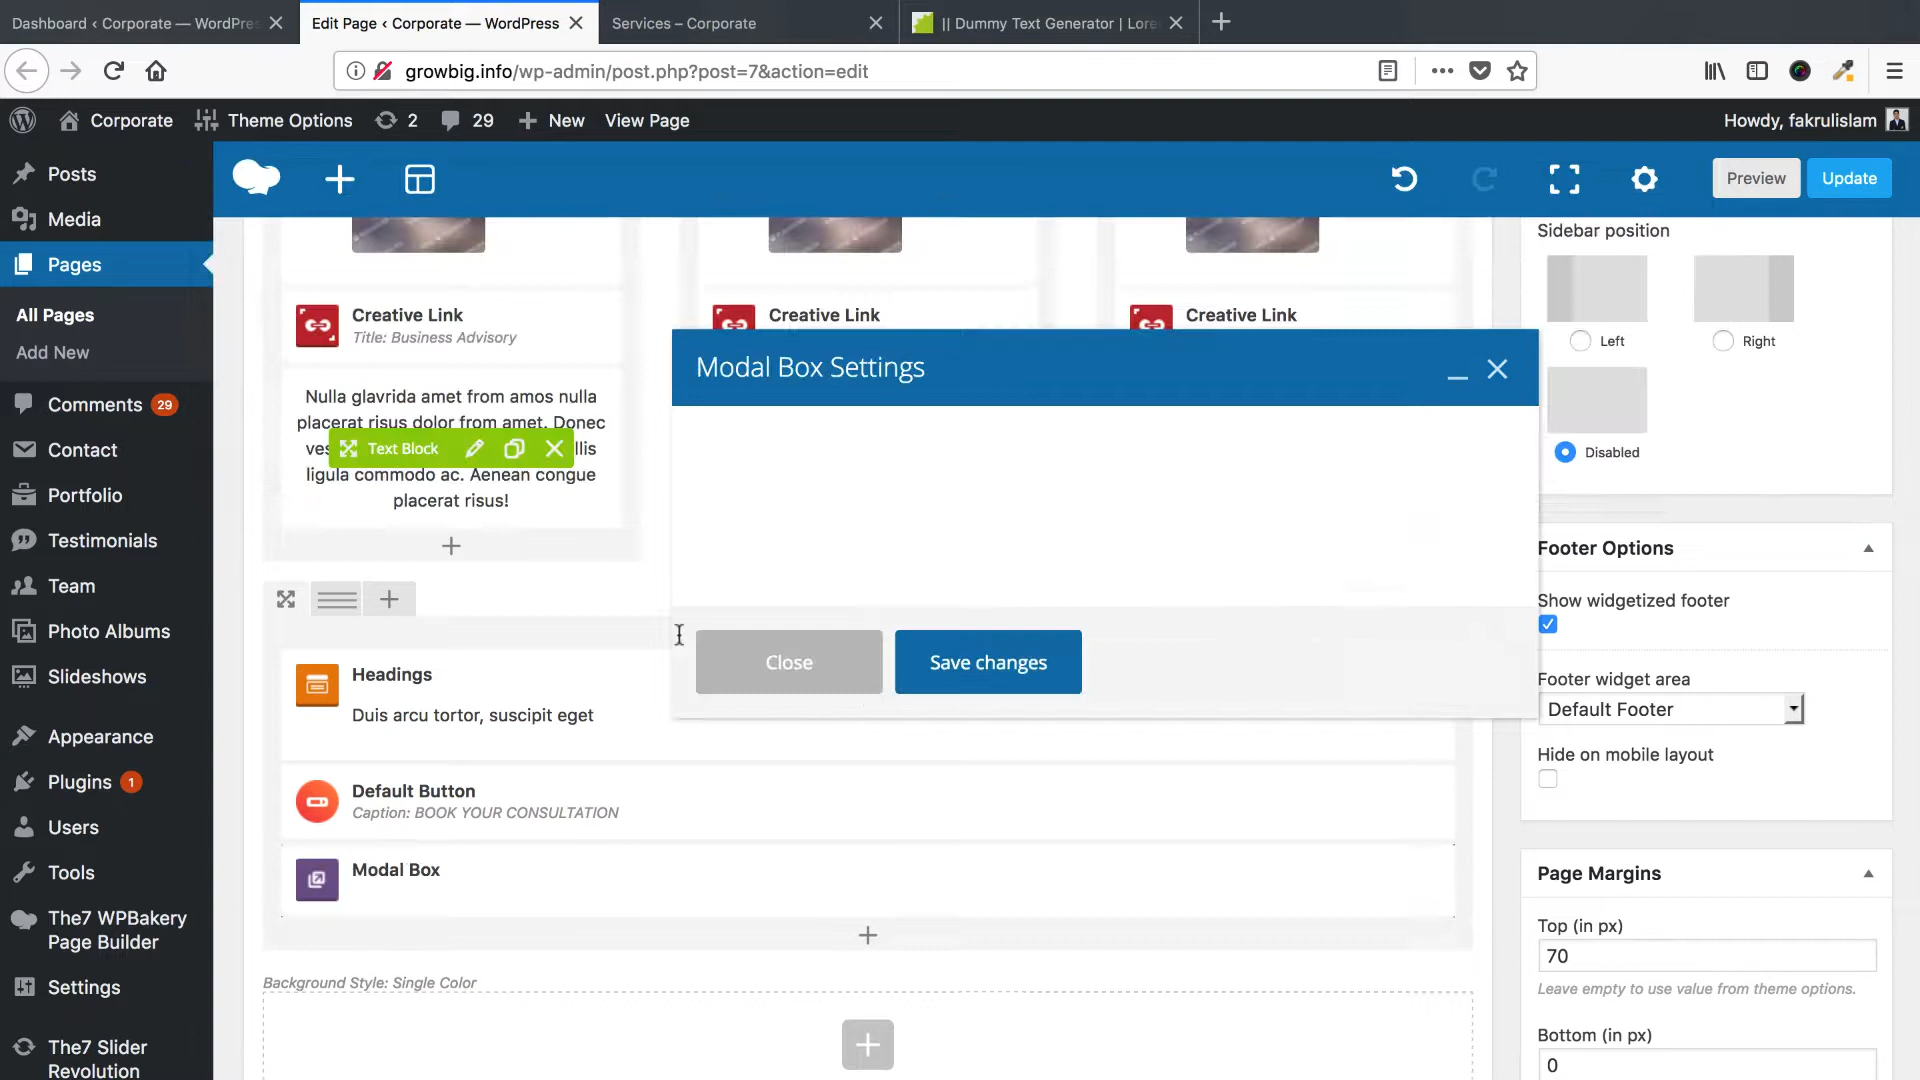 Dashboard ‹ Corporate — WordPre
Edit Page ‹ Corporate — WordPress
Services – Corporate
|| Dummy Text Generator | Lore
growbig.info/wp-admin/post.php?post=7&action=edit
Corporate
Theme Options
2
29
New
View Page
Howdy, fakrulislam
Posts
Media
Pages
All Pages
Add New
Comments 29
Contact
Portfolio
Testimonials
Team
Photo Albums
Slideshows
Appearance
Plugins 1
Users
Tools
The7 WPBakery
Page Builder
Settings
The7 Slider
Revolution
Preview
Update
Creative Link
Title: Business Advisory
Creative Link
Creative Link
Nulla glavrida amet from amos nulla
placerat risus dolor from amet. Donec
ves
Text Block
llis
ligula commodo ac. Aenean congue
placerat risus!
Modal Box Settings
Close
Save changes
Headings
Duis arcu tortor, suscipit eget
Default Button
Caption: BOOK YOUR CONSULTATION
Modal Box
Background Style: Single Color
Sidebar position
Left
Right
Disabled
Footer Options
Show widgetized footer
Footer widget area
Default Footer
Hide on mobile layout
Page Margins
Top (in px)
70
Leave empty to use value from theme options.
Bottom (in px)
0